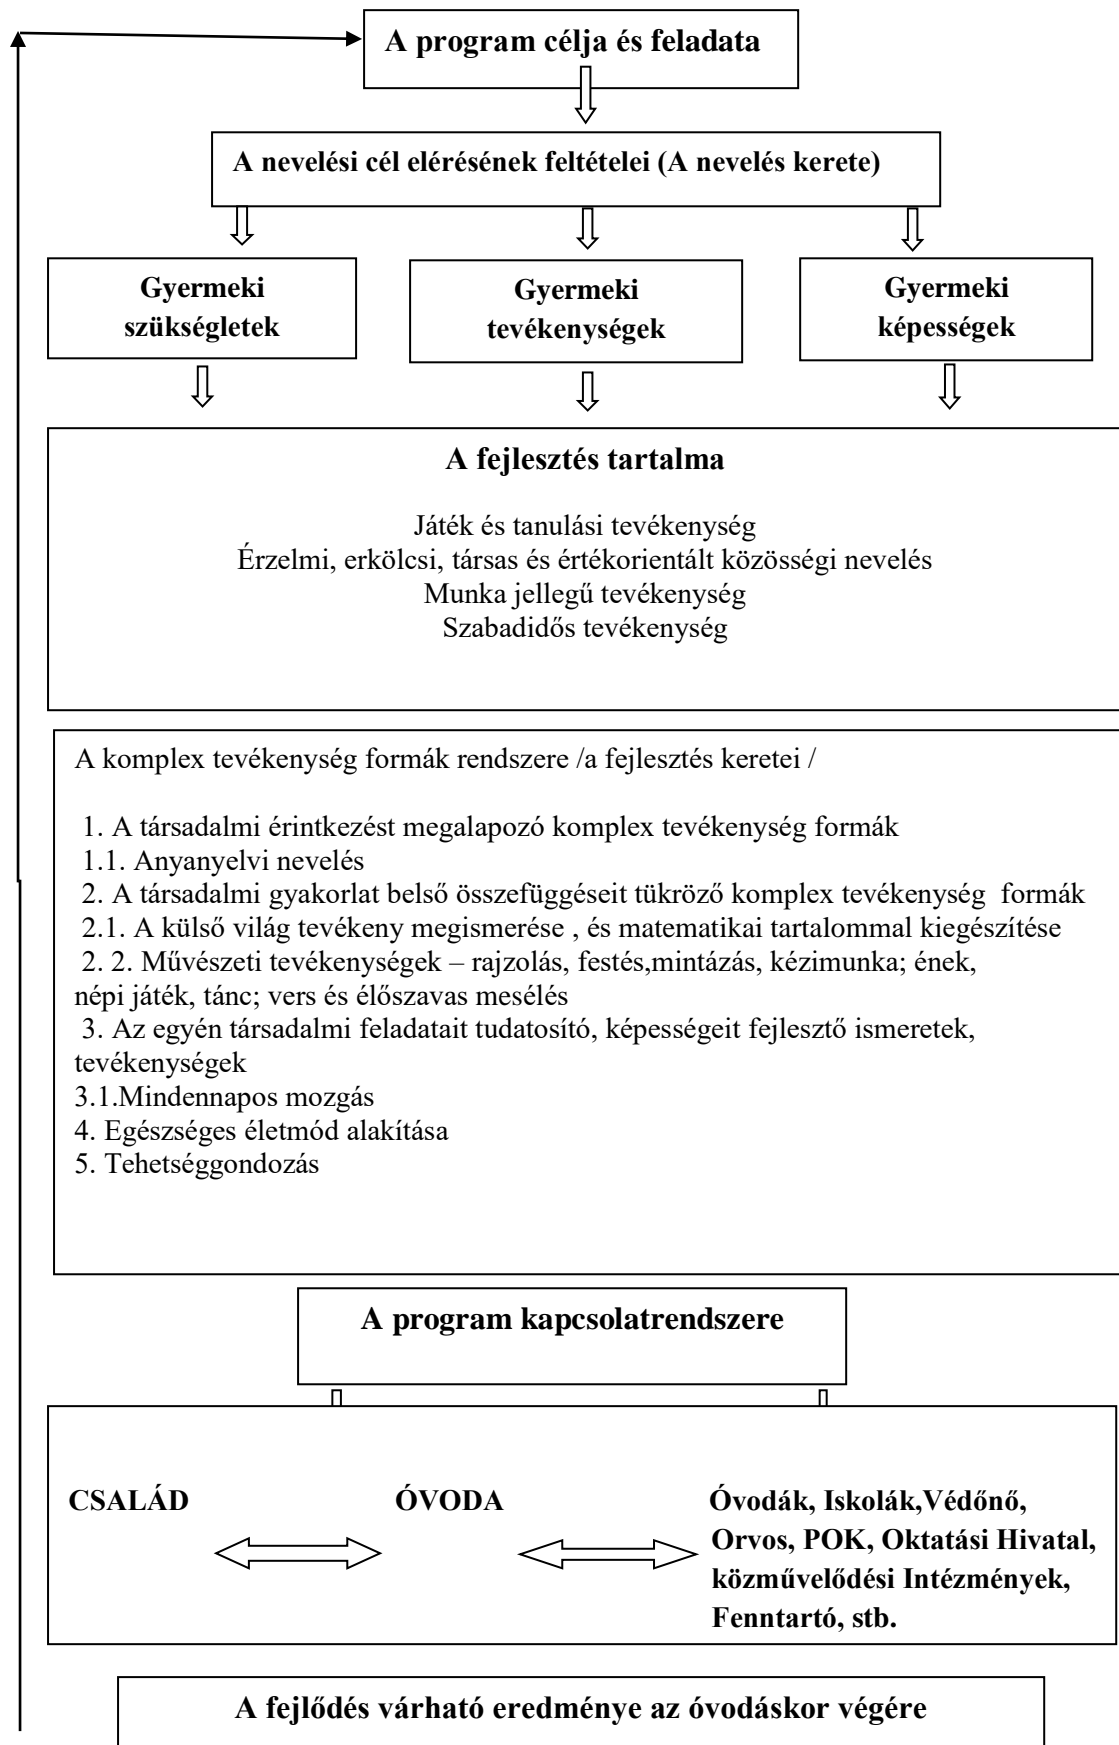 A program célja és feladata
A nevelési cél elérésének feltételei (A nevelés kerete)
Gyermeki
szükségletek
Gyermeki
tevékenységek
Gyermeki
képességek
A fejlesztés tartalma
Játék és tanulási tevékenység
Érzelmi, erkölcsi, társas és értékorientált közösségi nevelés
Munka jellegű tevékenység
Szabadidős tevékenység
A komplex tevékenység formák rendszere /a fejlesztés keretei /
1. A társadalmi érintkezést megalapozó komplex tevékenység formák
1.1. Anyanyelvi nevelés
2. A társadalmi gyakorlat belső összefüggéseit tükröző komplex tevékenység  formák
2.1. A külső világ tevékeny megismerése , és matematikai tartalommal kiegészítése
2. 2. Művészeti tevékenységek – rajzolás, festés,mintázás, kézimunka; ének,
népi játék, tánc; vers és élőszavas mesélés
3. Az egyén társadalmi feladatait tudatosító, képességeit fejlesztő ismeretek,
tevékenységek
3.1.Mindennapos mozgás
4. Egészséges életmód alakítása
5. Tehetséggondozás
A program kapcsolatrendszere
CSALÁD
ÓVODA
Óvodák, Iskolák,Védőnő,
Orvos, POK, Oktatási Hivatal,
közművelődési Intézmények,
Fenntartó, stb.
A fejlődés várható eredménye az óvodáskor végére